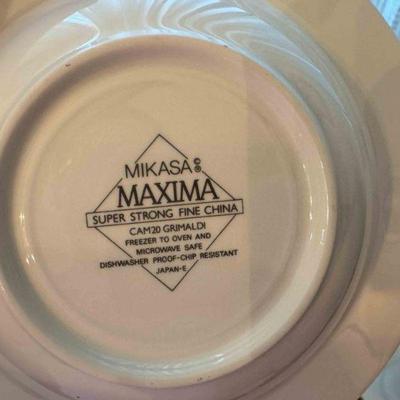 MIKASA©®
MAXIMA
SUPER STRONG FINE CHINA
CAM20 GRIMALDI
FREEZER TO OVEN AND
MICROWAVE SAFE
DISHWASHER PROOF-CHIP RESISTANT
JAPAN-E